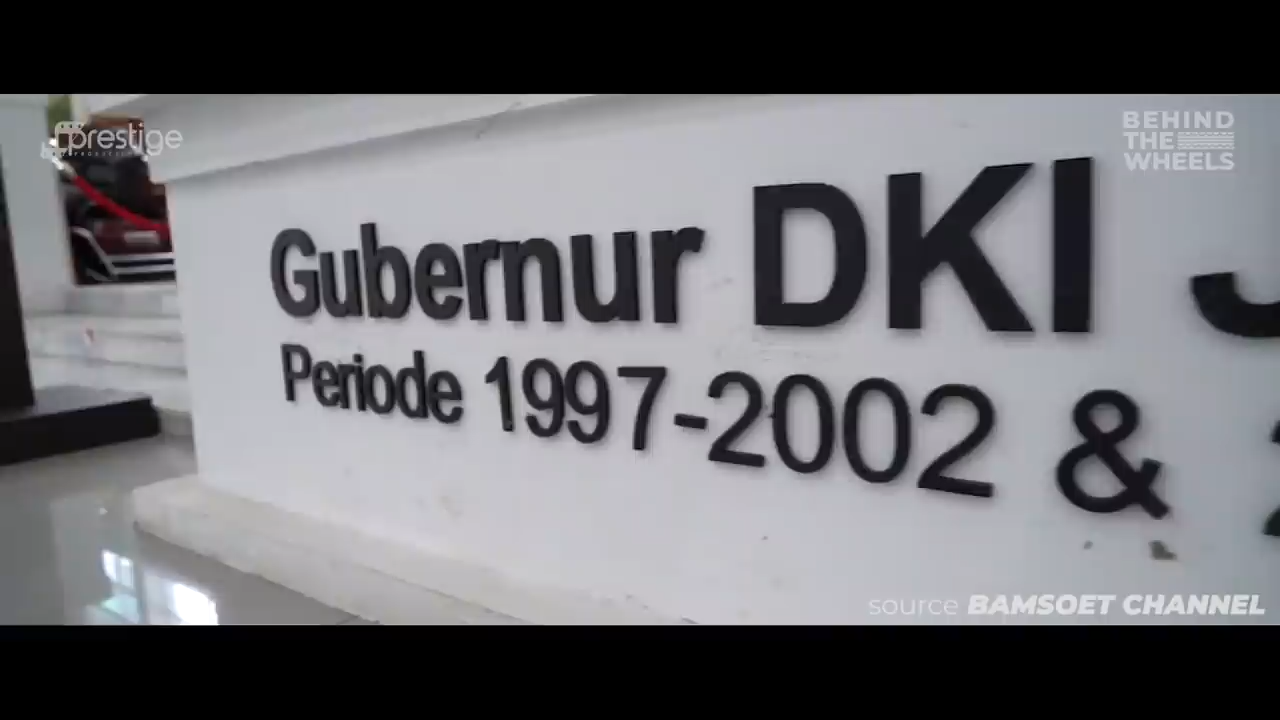 prestige
BEHIND
THE
WHEELS
Gubernur DKI
Periode 1997-2002 &
source BAMSOET CHANNEL